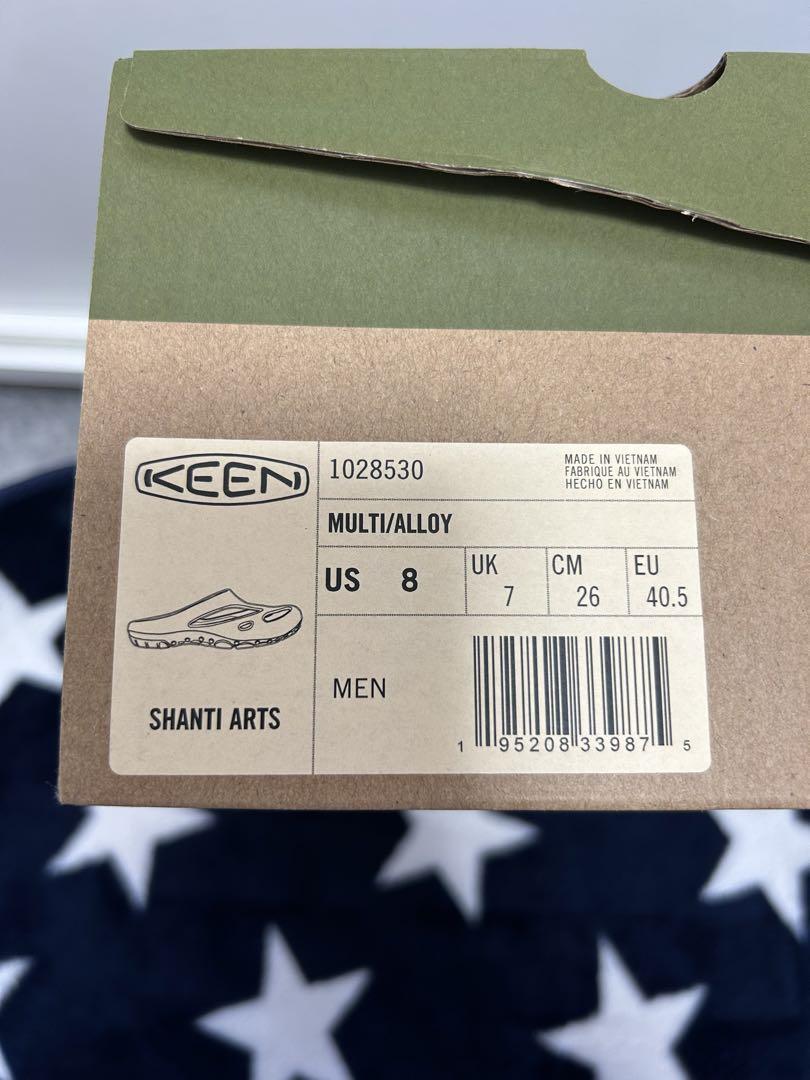 KEEN
1028530
MADE IN VIETNAM
FABRIQUE AU VIETNAM
HECHO EN VIETNAM
MULTI/ALLOY
US 8
UK 7
CM 26
EU 40.5
MEN
SHANTI ARTS
1 95208 33987 5